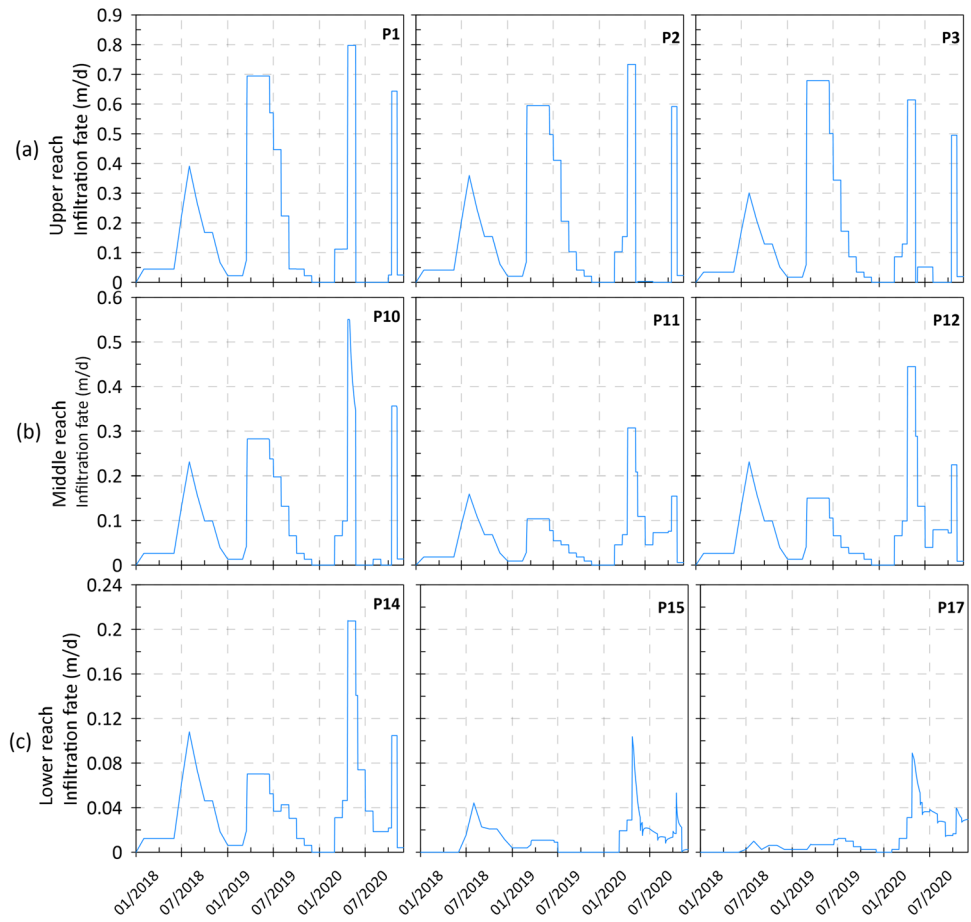 (a)
Upper reach
Infiltration fate (m/d)
0.9
0.8
0.7
0.6
0.5
0.4
0.3
0.2
0.1
0
P1
P2
P3
(b)
Middle reach
Infiltration fate (m/d)
0.6
0.5
0.4
0.3
0.2
0.1
0
P10
P11
P12
(c)
Lower reach
Infiltration fate (m/d)
0.24
0.2
0.16
0.12
0.08
0.04
0
P14
P15
P17
01/2018 07/2018 01/2019 07/2019 01/2020 07/2020 01/2018 07/2018 01/2019 07/2019 01/2020 07/2020 01/2018 07/2018 01/2019 07/2019 01/2020 07/2020